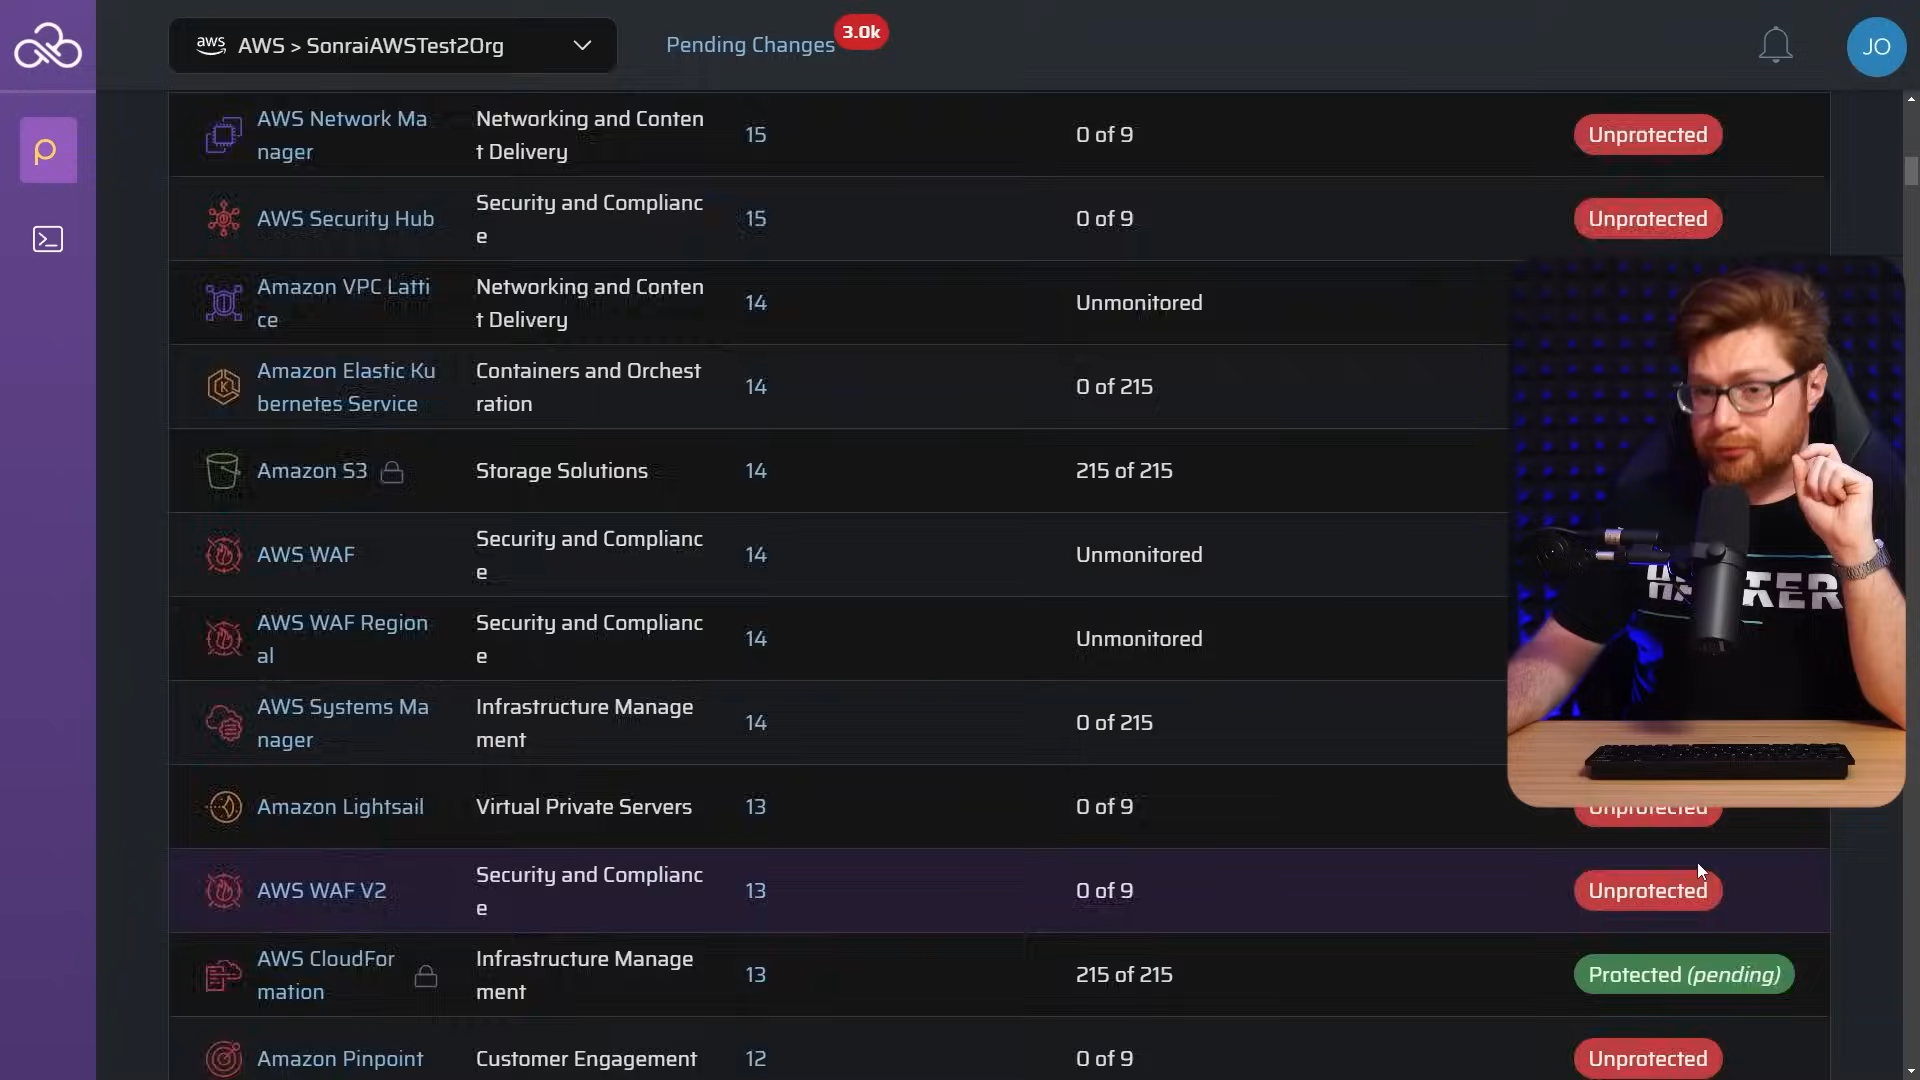 aws AWS > SonraiAWSTest2Org
Pending Changes
3.0k
JO
AWS Network Ma
nager
Networking and Conten
t Delivery
15
0 of 9
Unprotected
AWS Security Hub
Security and Complianc
e
15
0 of 9
Unprotected
Amazon VPC Latti
ce
Networking and Conten
t Delivery
14
Unmonitored
Amazon Elastic Ku
bernetes Service
Containers and Orchest
ration
14
0 of 215
Amazon S3
Storage Solutions
14
215 of 215
AWS WAF
Security and Complianc
e
14
Unmonitored
AWS WAF Region
al
Security and Complianc
e
14
Unmonitored
AWS Systems Ma
nager
Infrastructure Manage
ment
14
0 of 215
Amazon Lightsail
Virtual Private Servers
13
0 of 9
Unprotected
AWS WAF V2
Security and Complianc
e
13
0 of 9
Unprotected
AWS CloudFor
mation
Infrastructure Manage
ment
13
215 of 215
Protected (pending)
Amazon Pinpoint
Customer Engagement
12
0 of 9
Unprotected